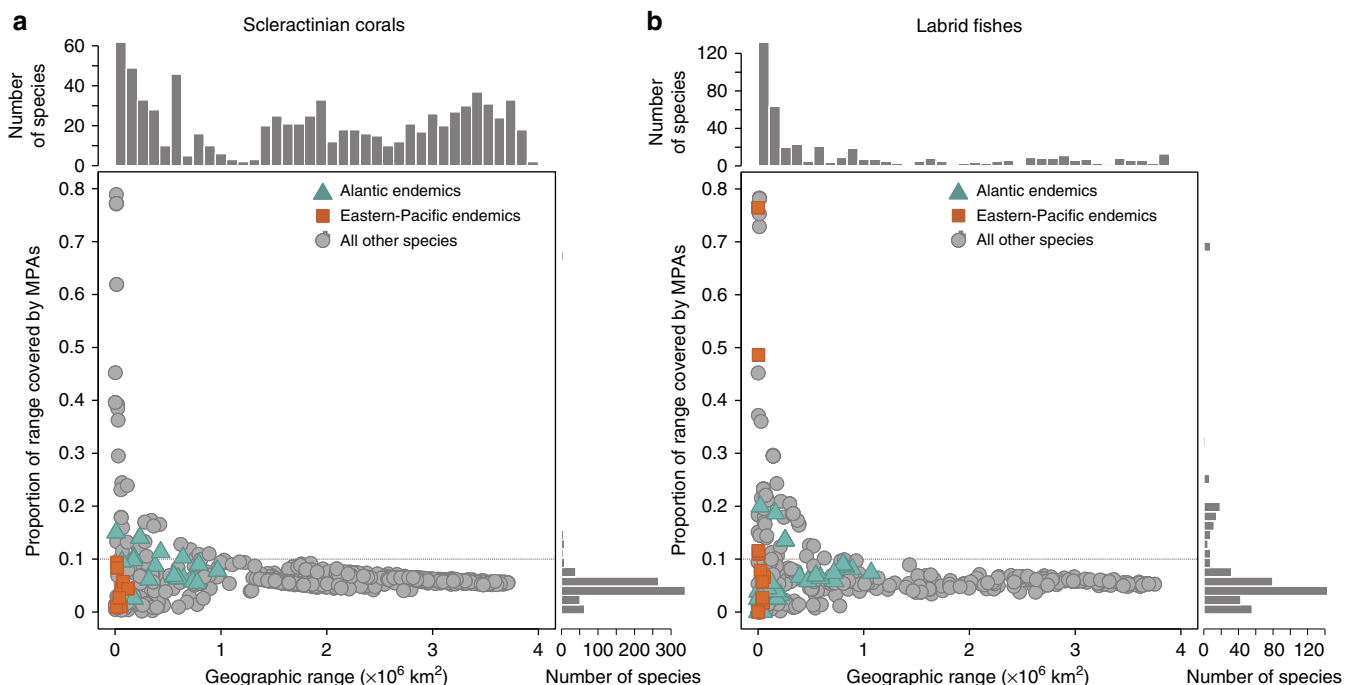 a
Scleractinian corals
Number
of species
60
40
20
0
Proportion of range covered by MPAs
0.8
0.7
0.6
0.5
0.4
0.3
0.2
0.1
0
Alantic endemics
Eastern-Pacific endemics
All other species
0 1 2 3 4
Geographic range (×10⁶ km²)
0 100 200 300
Number of species
b
Labrid fishes
Number
of species
120
80
40
0
Proportion of range covered by MPAs
0.8
0.7
0.6
0.5
0.4
0.3
0.2
0.1
0
Alantic endemics
Eastern-Pacific endemics
All other species
0 1 2 3 4
Geographic range (×10⁶ km²)
0 40 80 120
Number of species